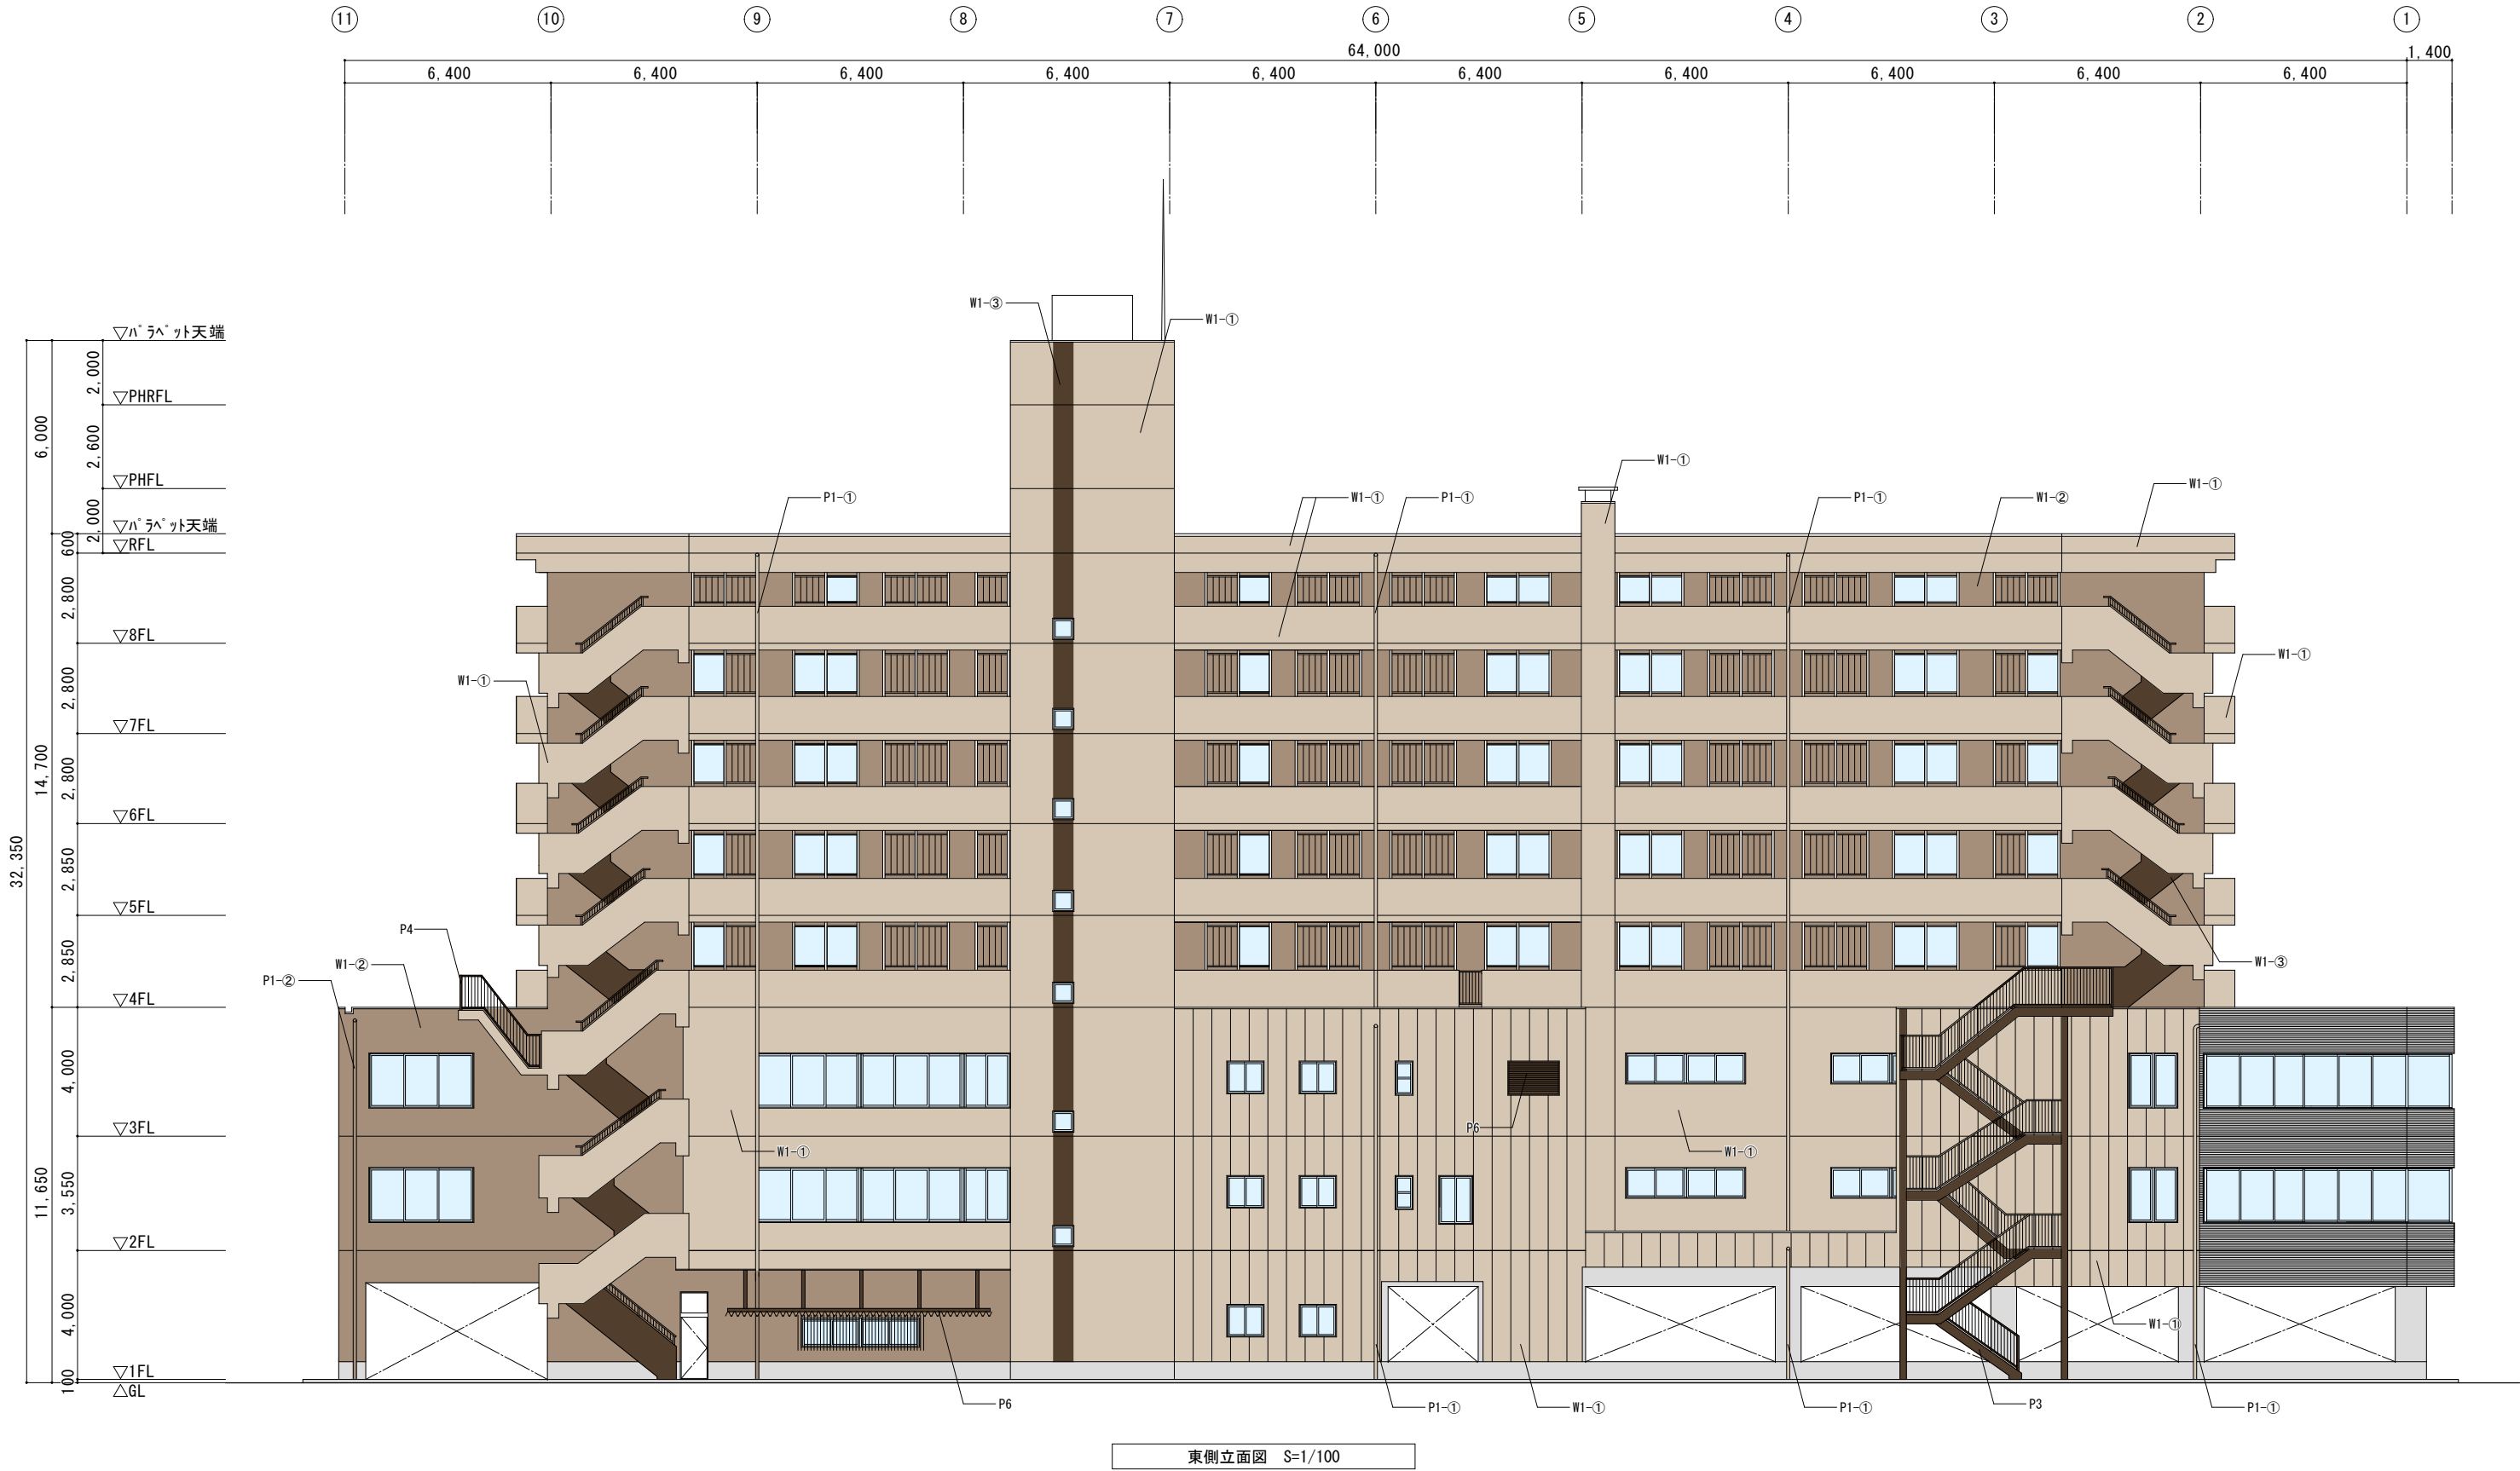 ⑪ ⑩ ⑨ ⑧ ⑦ ⑥ ⑤ ④ ③ ② ①
64,000
1,400
6,400 6,400 6,400 6,400 6,400 6,400 6,400 6,400 6,400 6,400
W1-③
W1-①
▽パラペット天端
2,000
▽PHRFL
6,000
2,600
W1-①
▽PHFL
W1-①
P1-① W1-① P1-① P1-① W1-②
2,000
▽パラペット天端
600
▽RFL
2,800
▽8FL
W1-①
2,800
W1-①
▽7FL
14,700
2,800
▽6FL
32,350
2,850
▽5FL
P4
2,850
W1-②
W1-③
P1-②
▽4FL
4,000
P6
▽3FL
W1-①
W1-①
11,650
3,550
▽2FL
4,000
W1-①
▽1FL
100
△GL
P6
P1-① W1-① P1-① P3 P1-①
東側立面図 S=1/100